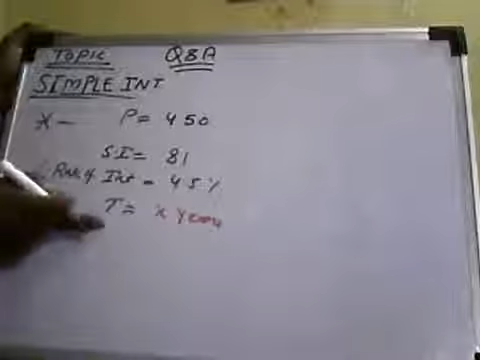 TOPIC Q&A
SIMPLE INT
X— P= 450
S.I = 81
Rate of Int = 4.5%
T= x years